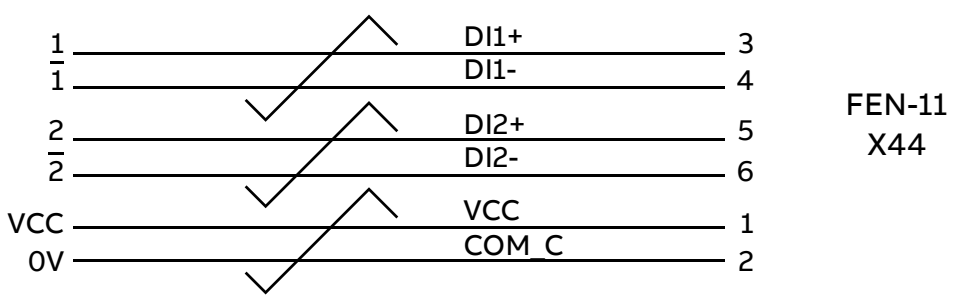 1 DI1+ 3
1̅ DI1- 4
FEN-11
2 DI2+ 5
X44
2̅ DI2- 6
VCC VCC 1
0V COM_C 2